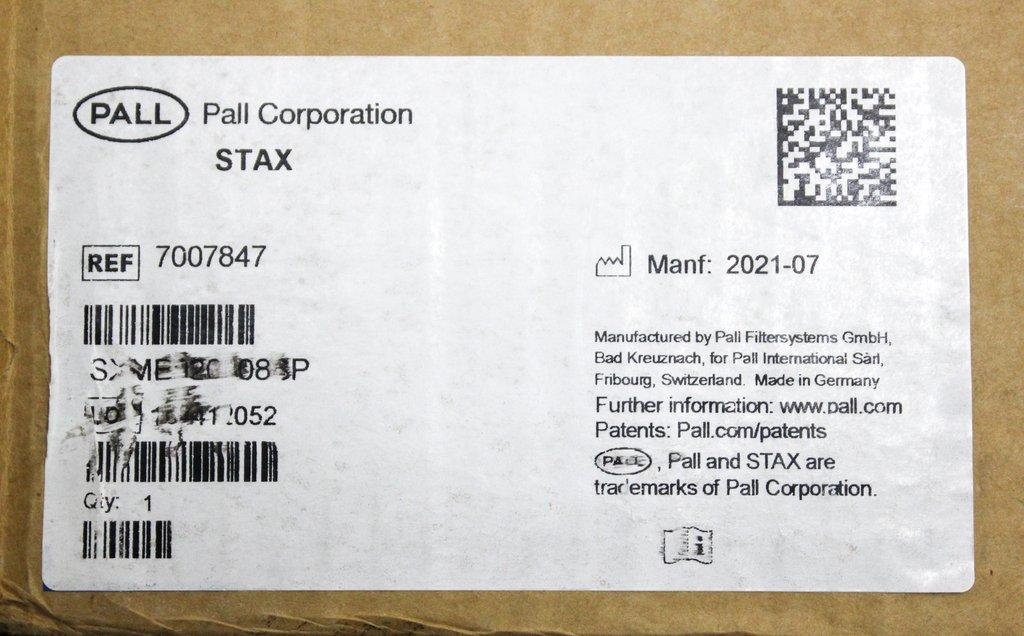 PALL Pall Corporation
STAX
REF 7007847
Manf: 2021-07
Qty: 1
Manufactured by Pall Filtersystems GmbH,
Bad Kreuznach, for Pall International Sàrl,
Fribourg, Switzerland. Made in Germany
Further information: www.pall.com
Patents: Pall.com/patents
PALL , Pall and STAX are
trademarks of Pall Corporation.